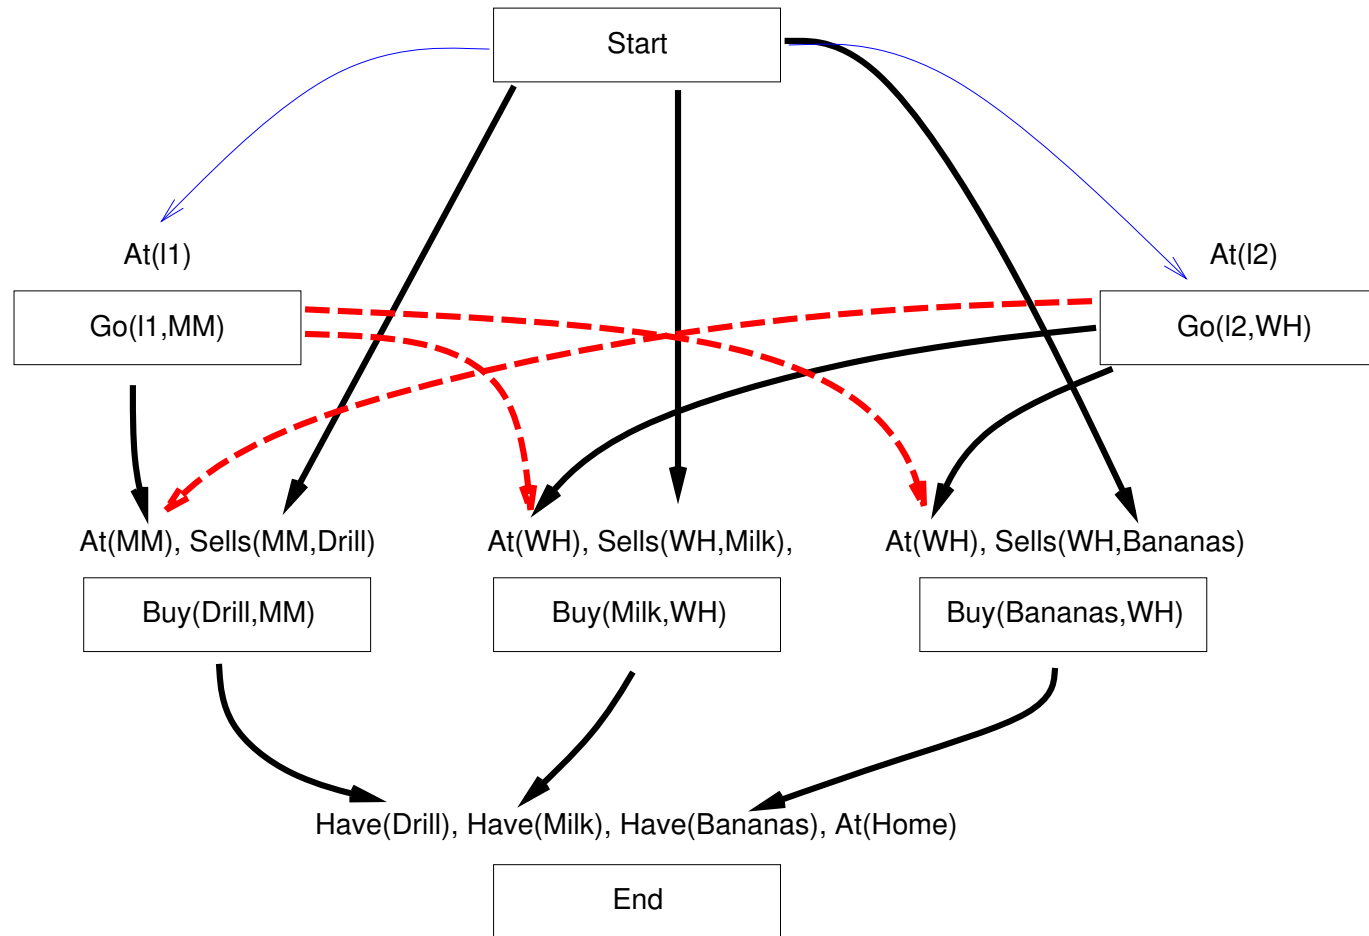 Start
At(l1)
At(l2)
Go(l1,MM)
Go(l2,WH)
At(MM), Sells(MM,Drill)
At(WH), Sells(WH,Milk),
At(WH), Sells(WH,Bananas)
Buy(Drill,MM)
Buy(Milk,WH)
Buy(Bananas,WH)
Have(Drill), Have(Milk), Have(Bananas), At(Home)
End